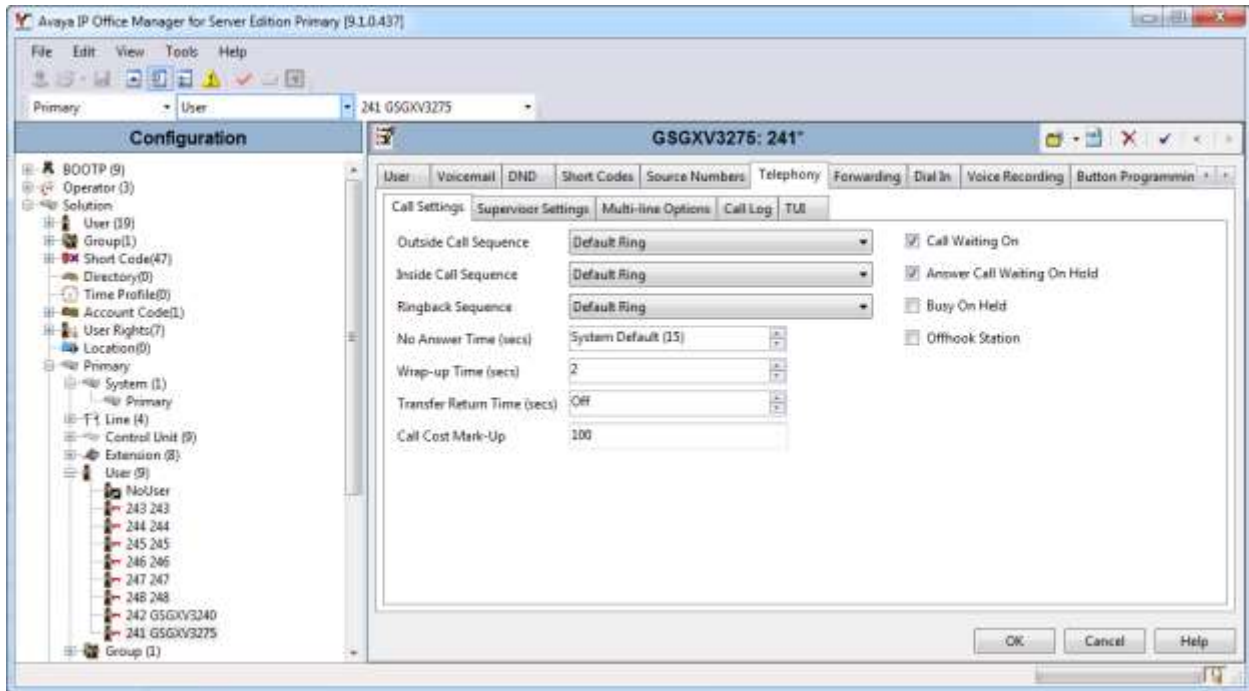 Avaya IP Office Manager for Server Edition Primary [9.1.0.437]
File Edit View Tools Help
Primary User 241 GSGXV3275
Configuration
GSGXV3275: 241*
BOOTP (9)
Operator (3)
Solution
User (19)
Group(1)
Short Code(47)
Directory(0)
Time Profile(0)
Account Code(1)
User Rights(7)
Location(0)
Primary
System (1)
Primary
Line (4)
Control Unit (9)
Extension (8)
User (9)
NoUser
243 243
244 244
245 245
246 246
247 247
248 248
242 GSGXV3240
241 GSGXV3275
Group (1)
User Voicemail DND Short Codes Source Numbers Telephony Forwarding Dial In Voice Recording Button Programmin
Call Settings Supervisor Settings Multi-line Options Call Log TUI
Outside Call Sequence Default Ring Call Waiting On
Inside Call Sequence Default Ring Answer Call Waiting On Hold
Ringback Sequence Default Ring Busy On Held
No Answer Time (secs) System Default (15) Offhook Station
Wrap-up Time (secs) 2
Transfer Return Time (secs) Off
Call Cost Mark-Up 100
OK Cancel Help